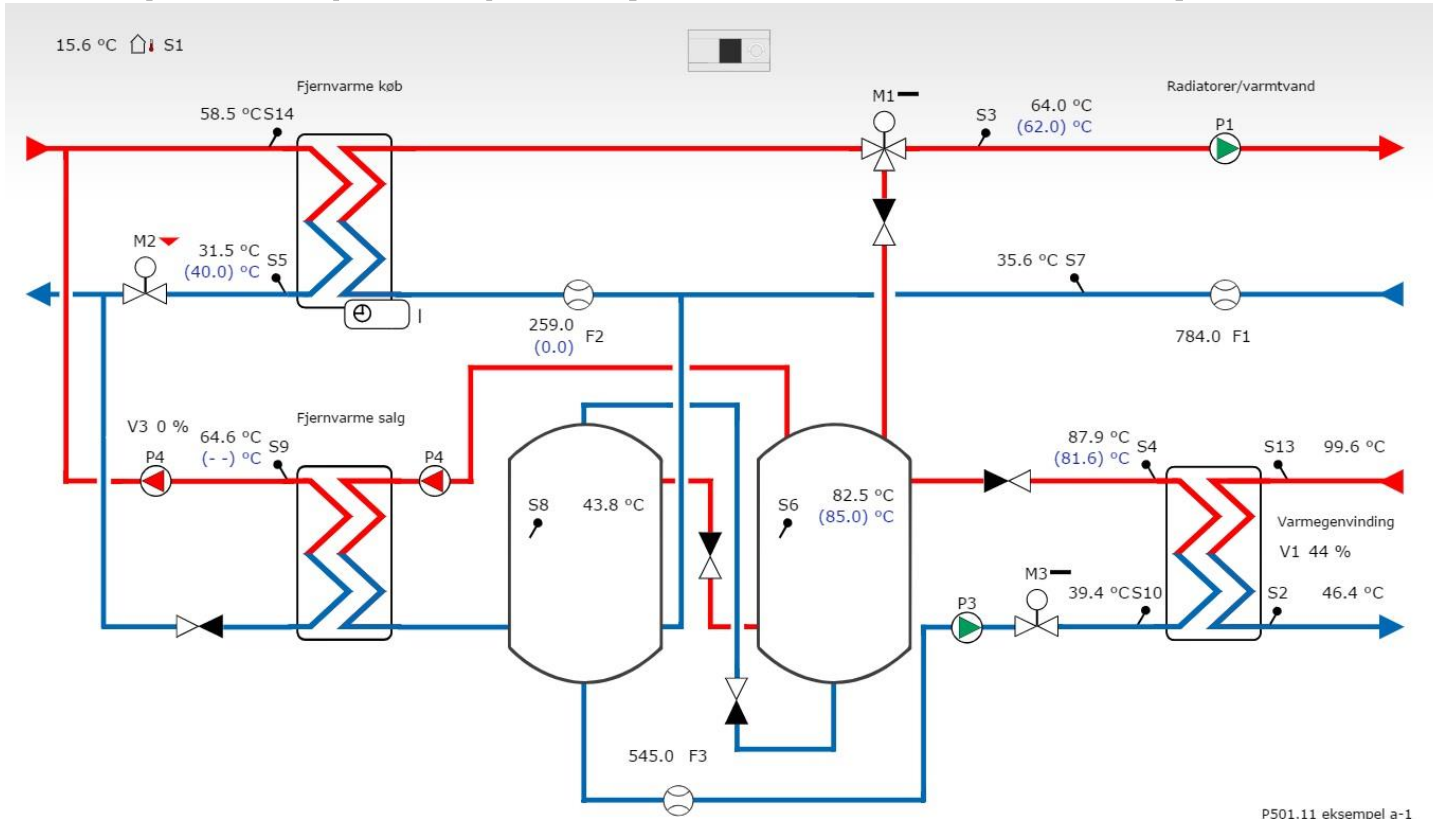 15.6 °C S1
Fjernvarme køb
58.5 °C S14
M1
S3
64.0 °C
(62.0) °C
Radiatorer/varmtvand
P1
M2
31.5 °C
(40.0) °C
S5
35.6 °C S7
259.0
(0.0)
F2
784.0 F1
V3 0 %
Fjernvarme salg
P4
64.6 °C
(- -) °C
S9
P4
87.9 °C
(81.6) °C
S4
S13
99.6 °C
S8
43.8 °C
S6
82.5 °C
(85.0) °C
Varmegenvinding
V1 44 %
P3
M3
39.4 °C S10
S2
46.4 °C
545.0 F3
P501.11 eksempel a-1